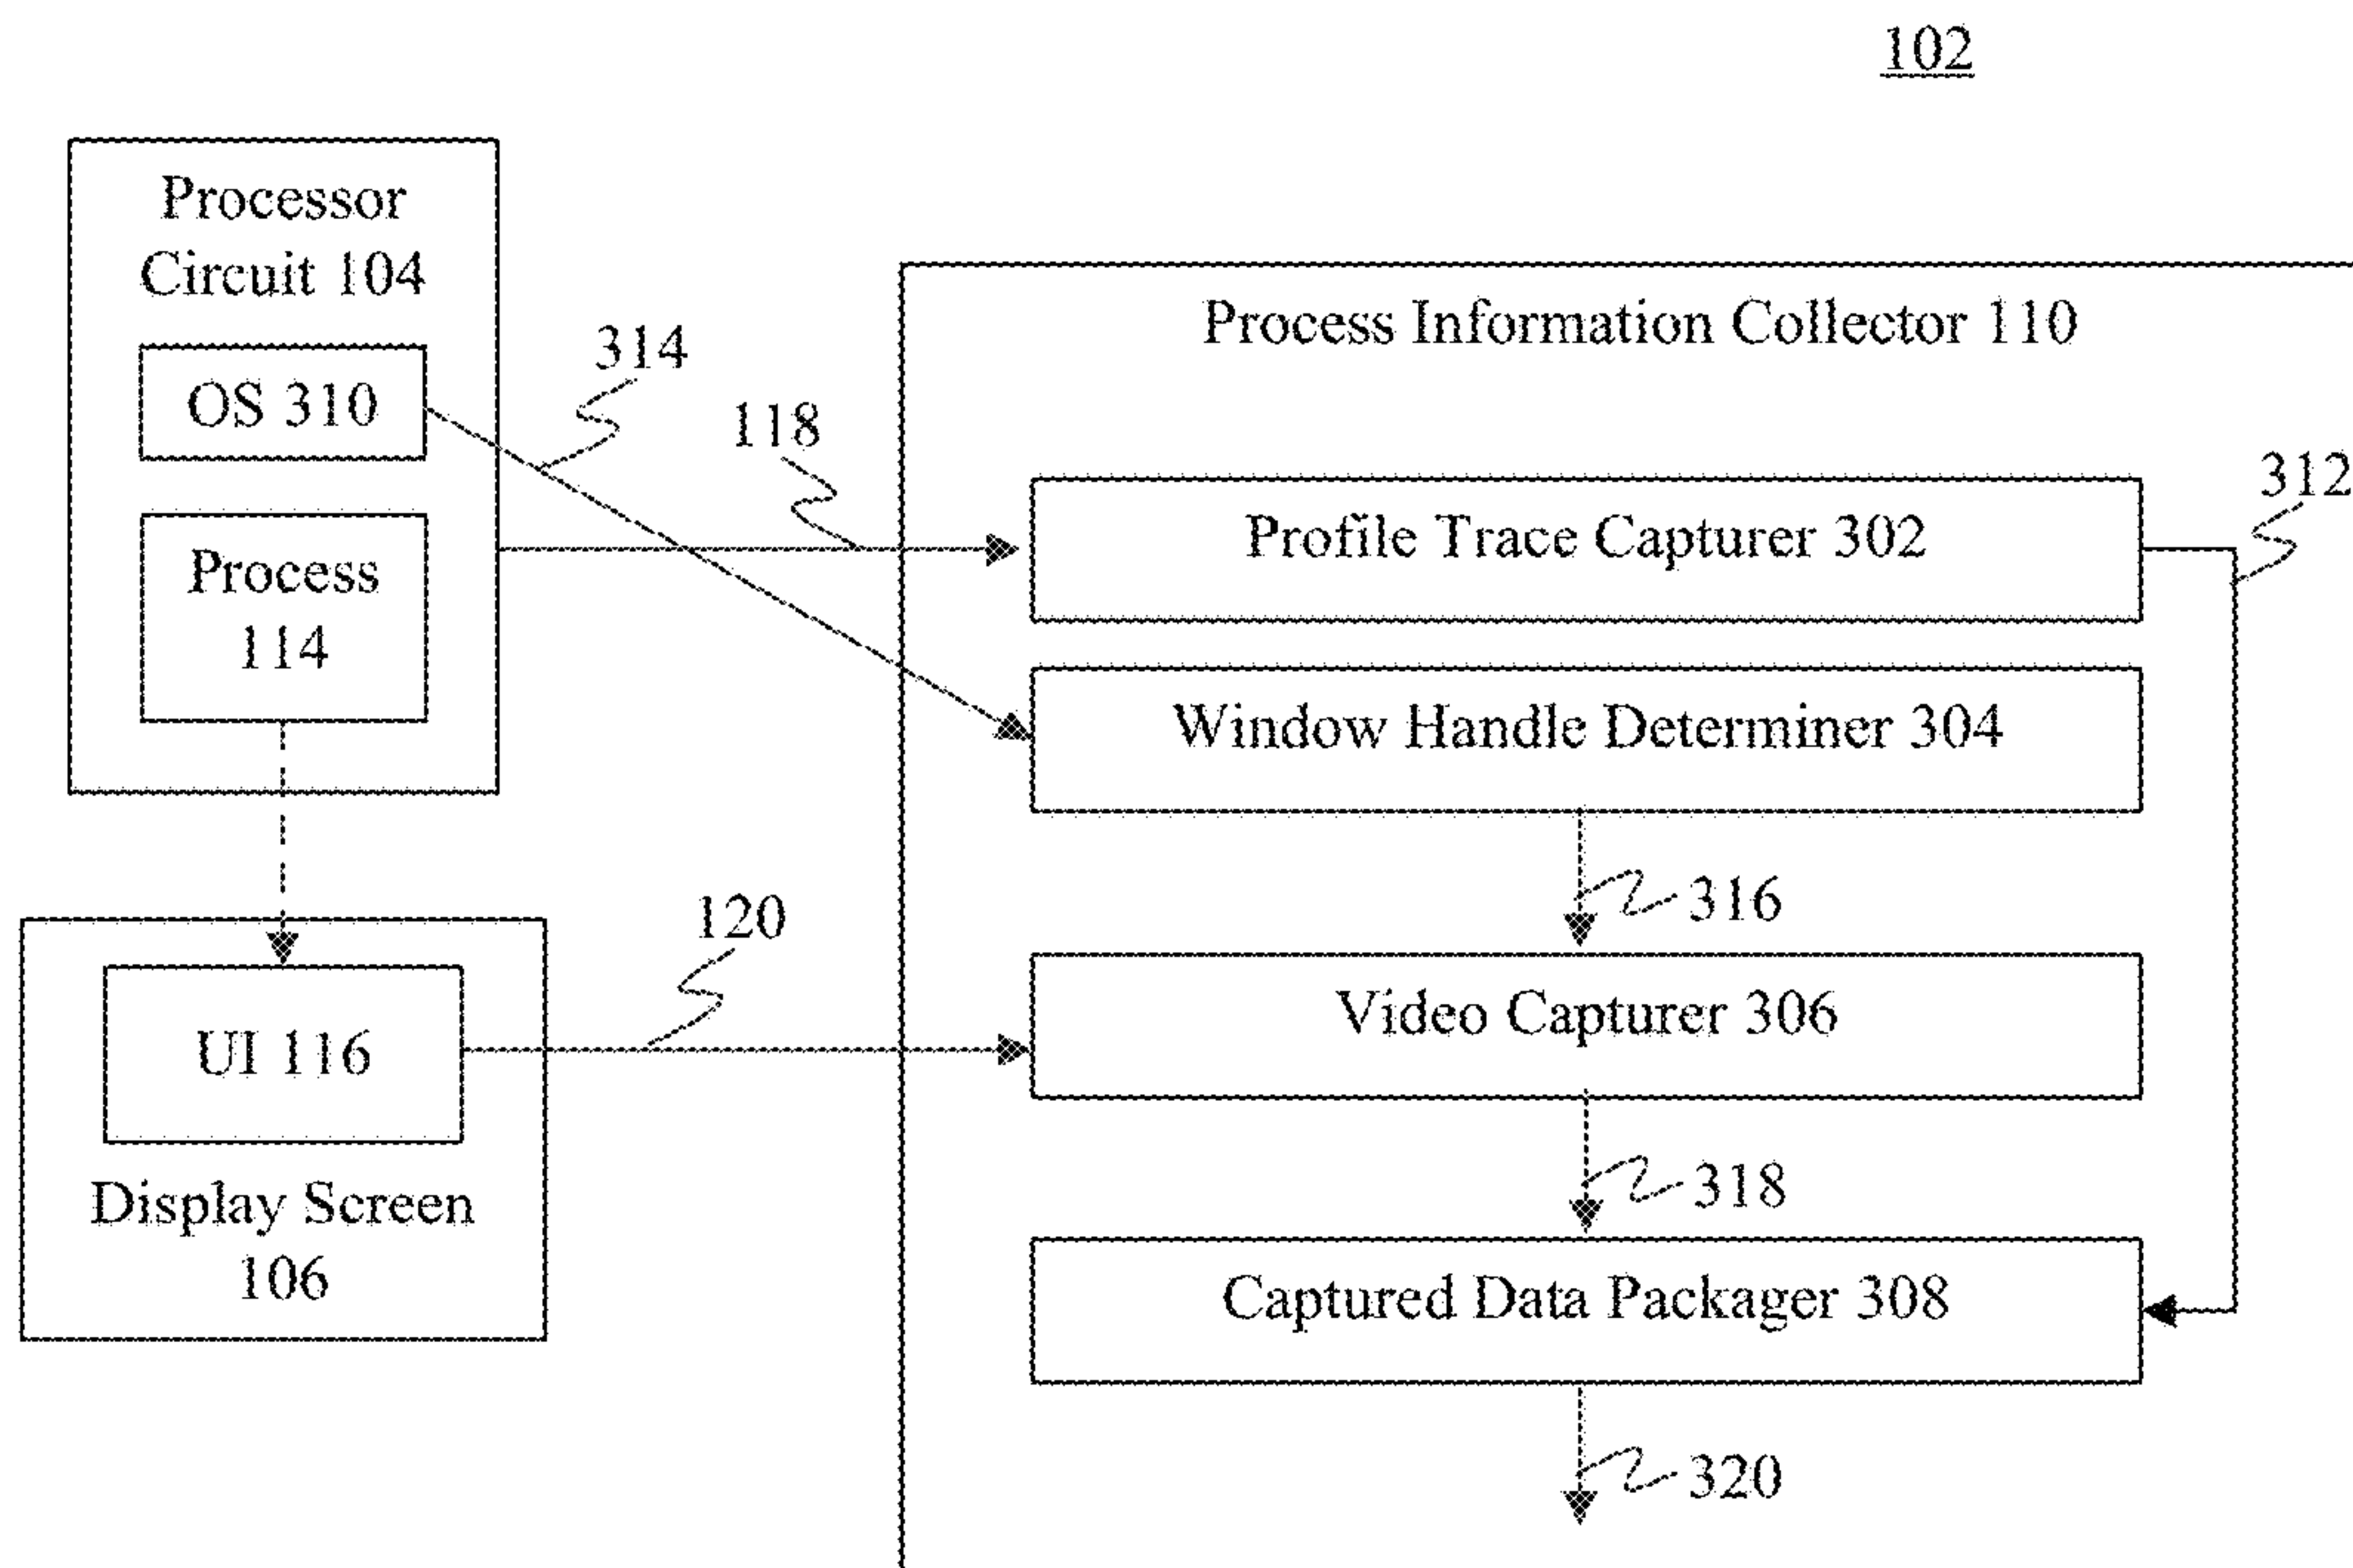 102
Processor
Circuit 104
OS 310
Process
114
314
118
Process Information Collector 110
312
Profile Trace Capturer 302
Window Handle Determiner 304
316
120
Video Capturer 306
UI 116
Display Screen
106
318
Captured Data Packager 308
320